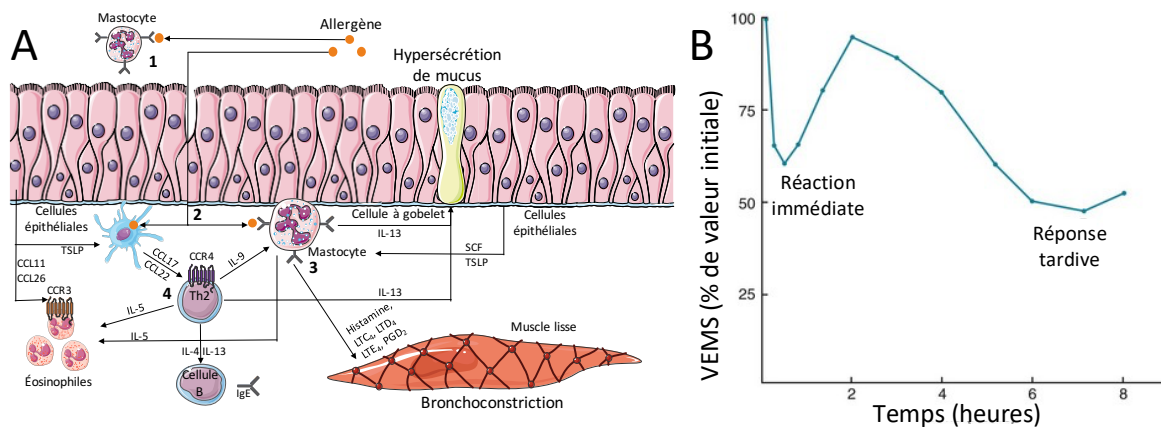 A
Mastocyte
1
Allergène
Hypersécrétion
de mucus
Cellules
épithéliales
2
Cellule à gobelet
IL-13
Cellules
épithéliales
TSLP
CCL17
CCL22
CCR4
IL-9
Mastocyte
3
SCF
TSLP
CCL11
CCL26
CCR3
4
Th2
IL-13
IL-5
IL-5
Histamine,
LTC₄, LTD₄
LTE₄, PGD₂
Muscle lisse
IL-4
IL-13
Éosinophiles
Cellule
B
IgE
Bronchoconstriction
B
VEMS (% de valeur initiale)
100
75
50
25
Réaction
immédiate
Réponse
tardive
2
4
6
8
Temps (heures)